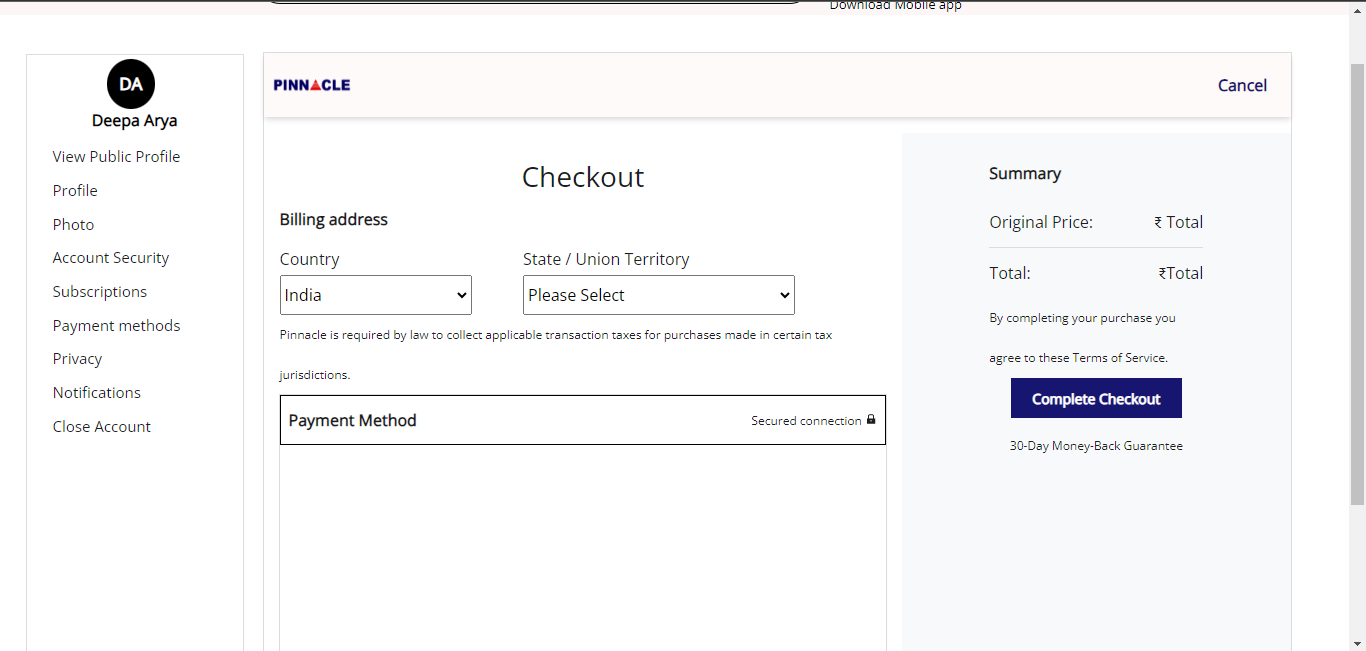 Download Mobile app
DA
Deepa Arya
View Public Profile
Profile
Photo
Account Security
Subscriptions
Payment methods
Privacy
Notifications
Close Account
PINNACLE
Cancel
Checkout
Billing address
Country
State / Union Territory
India
Please Select
Pinnacle is required by law to collect applicable transaction taxes for purchases made in certain tax
jurisdictions.
Payment Method
Secured connection
Summary
Original Price: ₹ Total
Total: ₹Total
By completing your purchase you
agree to these Terms of Service.
Complete Checkout
30-Day Money-Back Guarantee